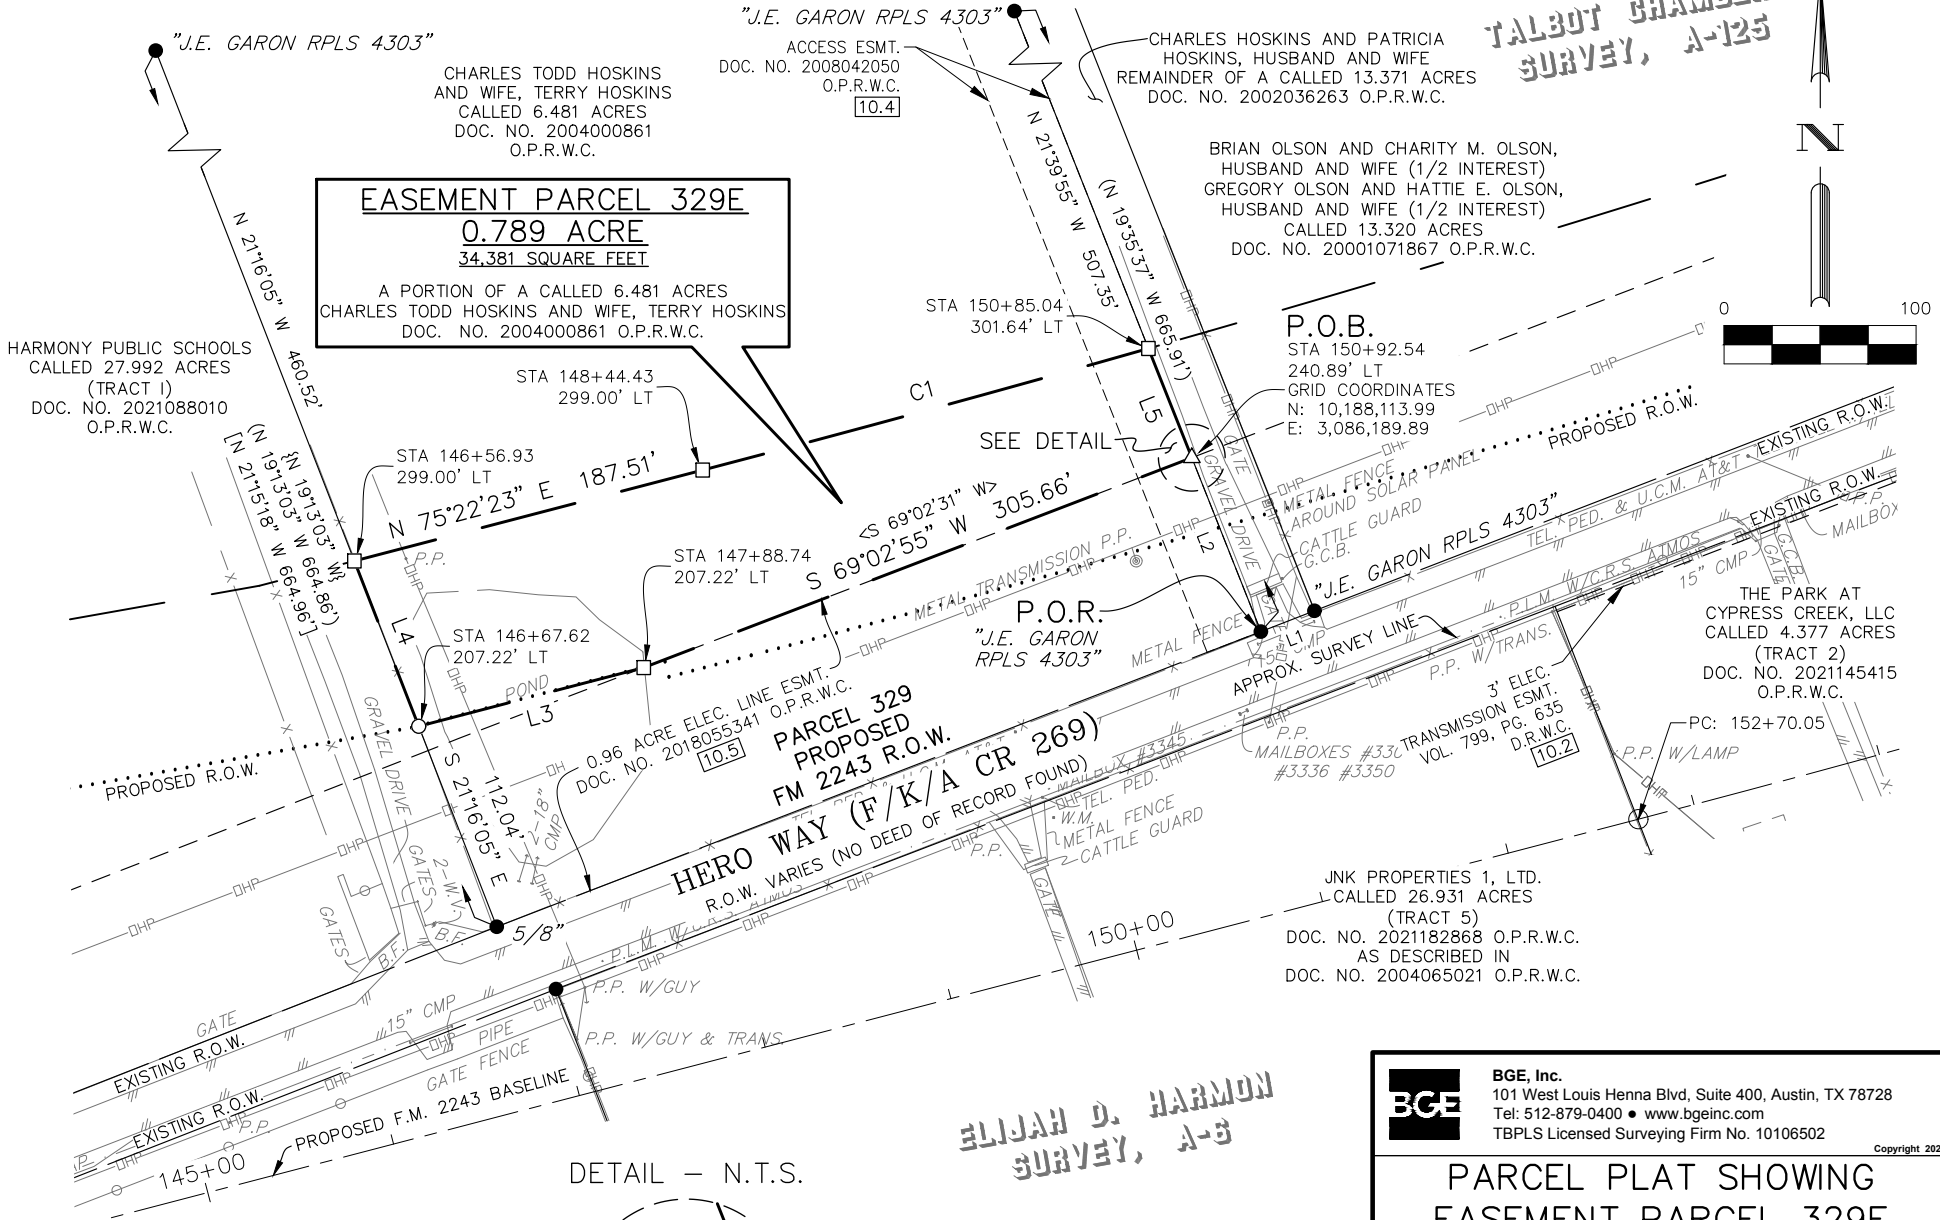 "J.E. GARON RPLS 4303"
CHARLES TODD HOSKINS
AND WIFE, TERRY HOSKINS
CALLED 6.481 ACRES
DOC. NO. 2004000861
O.P.R.W.C.
"J.E. GARON RPLS 4303"
ACCESS ESMT.
DOC. NO. 2008042050
O.P.R.W.C.
10.4
CHARLES HOSKINS AND PATRICIA
HOSKINS, HUSBAND AND WIFE
REMAINDER OF A CALLED 13.371 ACRES
DOC. NO. 2002036263 O.P.R.W.C.
TALBOT
SURVEY, A-125
N
0 100
BRIAN OLSON AND CHARITY M. OLSON,
HUSBAND AND WIFE (1/2 INTEREST)
GREGORY OLSON AND HATTIE E. OLSON,
HUSBAND AND WIFE (1/2 INTEREST)
CALLED 13.320 ACRES
DOC. NO. 20001071867 O.P.R.W.C.
EASEMENT PARCEL 329E
0.789 ACRE
34,381 SQUARE FEET
A PORTION OF A CALLED 6.481 ACRES
CHARLES TODD HOSKINS AND WIFE, TERRY HOSKINS
DOC. NO. 2004000861 O.P.R.W.C.
N 21°16'05" W 460.52'
N 21°39'55" W 507.35'
(N 19°35'37" W 665.91')
HARMONY PUBLIC SCHOOLS
CALLED 27.992 ACRES
(TRACT I)
DOC. NO. 2021088010
O.P.R.W.C.
{N 19°13'03" W}
(N 19°13'03" W 664.86')
[N 21°15'18" W 664.96']
STA 146+56.93
299.00' LT
STA 148+44.43
299.00' LT
STA 150+85.04
301.64' LT
P.O.B.
STA 150+92.54
240.89' LT
GRID COORDINATES
N: 10,188,113.99
E: 3,086,189.89
N 75°22'23" E 187.51'
C1
L5
SEE DETAIL
<S 69°02'31" W>
S 69°02'55" W 305.66'
STA 147+88.74
207.22' LT
STA 146+67.62
207.22' LT
L4
L3
L2
L1
POND
P.P.
OHP
METAL TRANSMISSION P.P.
GRAVEL DRIVE
GATE
METAL FENCE
AROUND SOLAR PANEL
CATTLE GUARD
G.C.B.
PROPOSED R.O.W.
EXISTING R.O.W.
EXISTING R.O.W.
P.P.
MAILBOX
TEL. PED. & U.C.M. AT&T
"J.E. GARON RPLS 4303"
P.L.M. W/C.R.S. ATMOS
15" CMP
GATE
G.C.B.
P.O.R.
"J.E. GARON
RPLS 4303"
METAL FENCE
APPROX. SURVEY LINE
P.P. W/TRANS.
THE PARK AT
CYPRESS CREEK, LLC
CALLED 4.377 ACRES
(TRACT 2)
DOC. NO. 2021145415
O.P.R.W.C.
3' ELEC.
TRANSMISSION ESMT.
VOL. 799, PG. 635
D.R.W.C.
10.2
PC: 152+70.05
P.P. W/LAMP
P.P.
MAILBOXES
#3336 #3350
PROPOSED R.O.W.
GRAVEL DRIVE
S 21°16'05" E
112.04'
0.96 ACRE ELEC. LINE ESMT.
DOC. NO. 2018055341 O.P.R.W.C.
10.5
PARCEL 329
PROPOSED
FM 2243 R.O.W.
HERO WAY (F/K/A CR 269)
R.O.W. VARIES (NO DEED OF RECORD FOUND)
MAILBOX #3345
TEL. PED.
W.M.
METAL FENCE
CATTLE GUARD
P.P.
GATE
2-18"
CMP
2-W.V.
GATES
GATES
B.F.
B.F.
5/8"
P.P. W/GUY
P.P. W/GUY & TRANS.
15" CMP
PIPE
GATE FENCE
GATE
EXISTING R.O.W.
EXISTING R.O.W.
P.P.
PROPOSED F.M. 2243 BASELINE
145+00
150+00
JNK PROPERTIES 1, LTD.
CALLED 26.931 ACRES
(TRACT 5)
DOC. NO. 2021182868 O.P.R.W.C.
AS DESCRIBED IN
DOC. NO. 2004065021 O.P.R.W.C.
ELIJAH D. HARMON
SURVEY, A-6
DETAIL - N.T.S.
BGE
BGE, Inc.
101 West Louis Henna Blvd, Suite 400, Austin, TX 78728
Tel: 512-879-0400 ● www.bgeinc.com
TBPLS Licensed Surveying Firm No. 10106502
Copyright
PARCEL PLAT SHOWING
EASEMENT PARCEL 329E